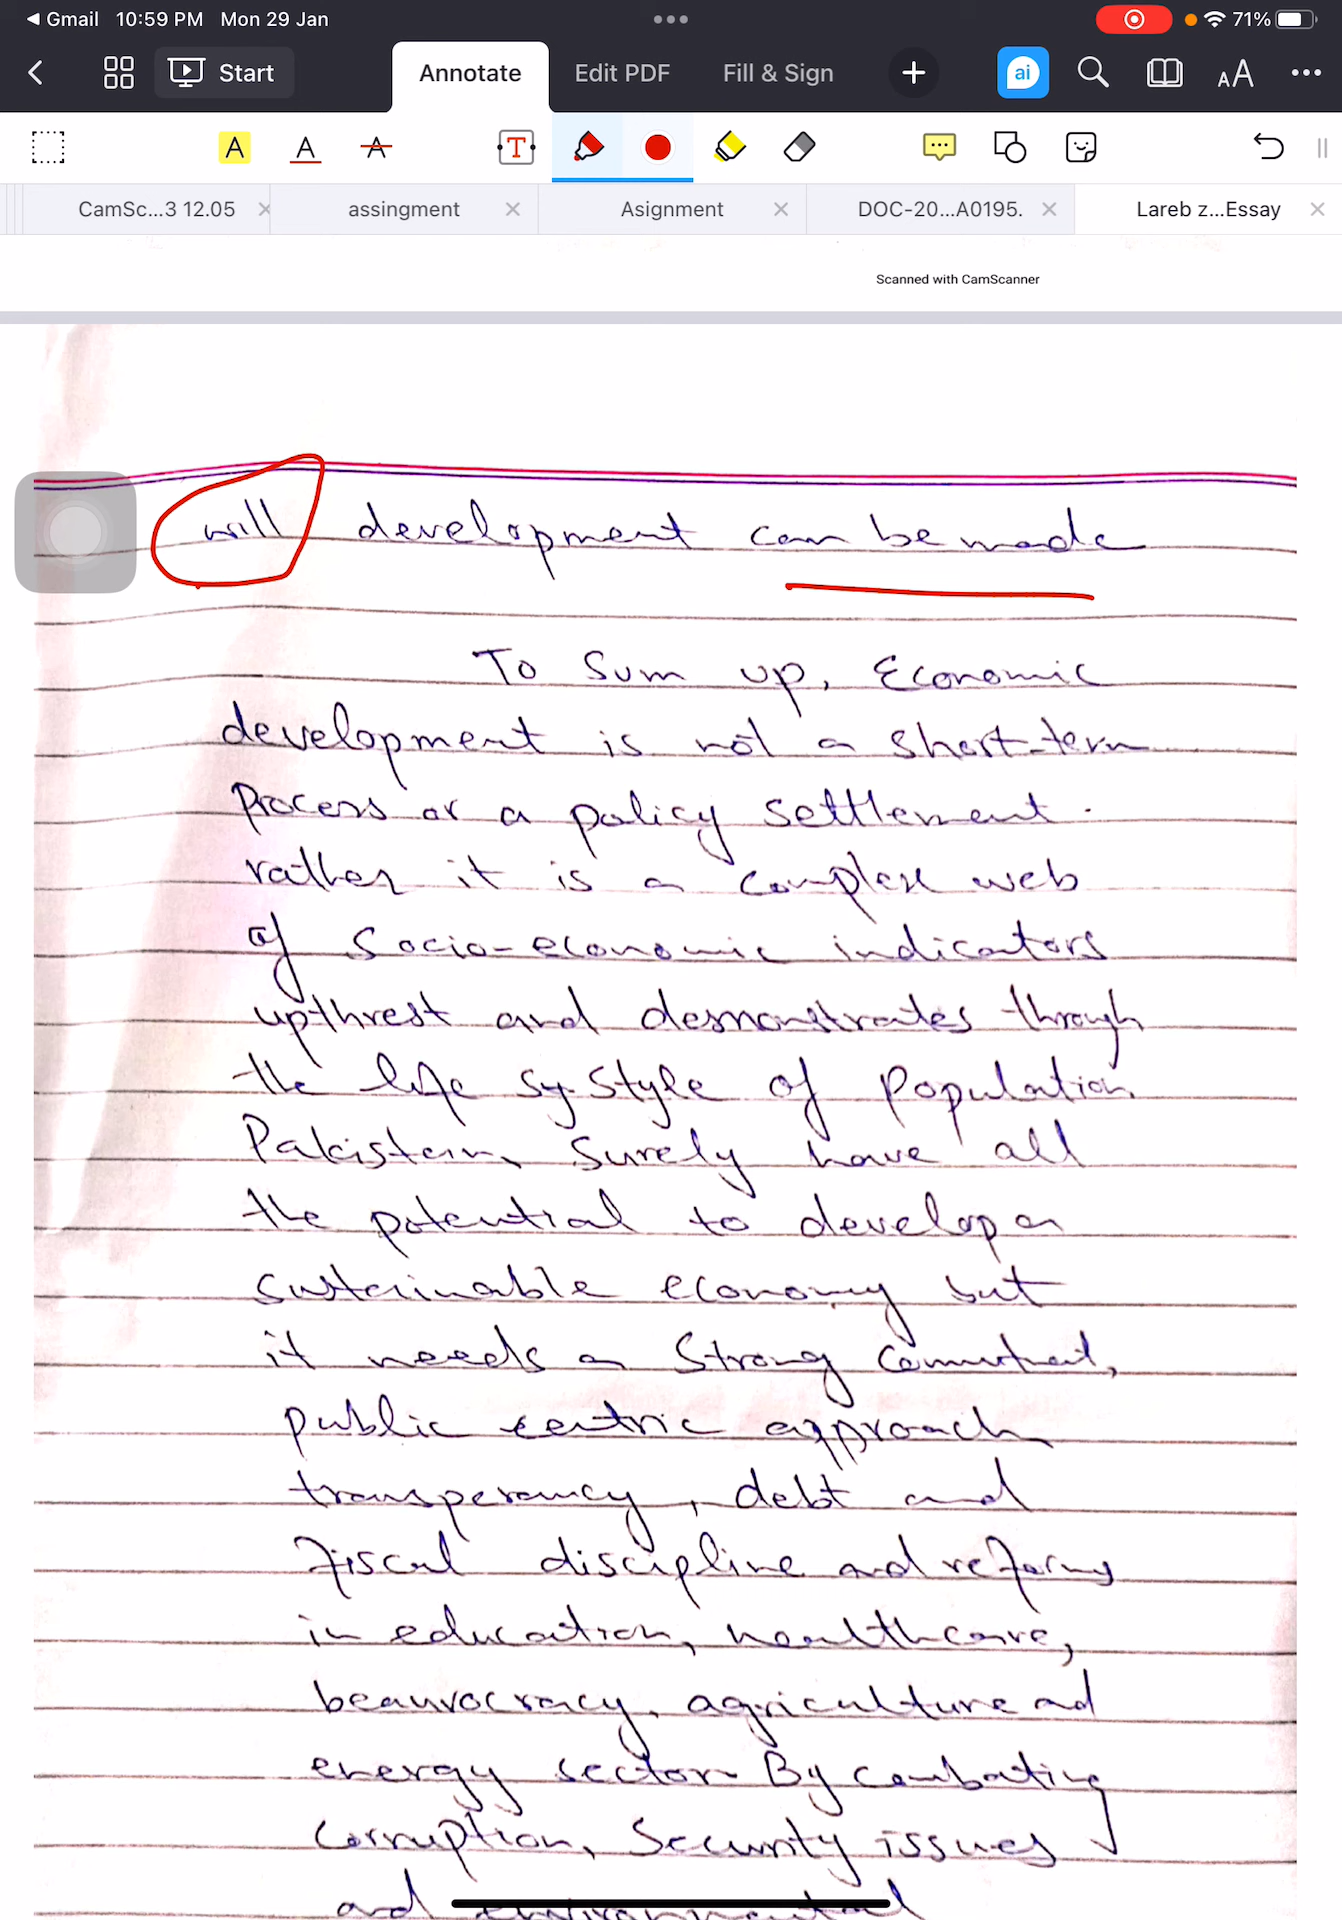 Gmail 10:59 PM Mon 29 Jan 71%
Start Annotate Edit PDF Fill & Sign + ai AA
A A A T
CamSc...3 12.05 assingment Asignment DOC-20...A0195. Lareb z...Essay
Scanned with CamScanner
will development can be made
To Sum up, Economic
development is not a short-term
Process or a policy settlement.
rather it is a complex web
of Socio-economic indicators
upthrest and demonstrates through
the life sy style of population
Pakistan surely have all
the potential to develop a
sustainable economy but
it needs a Strong
public centric approach
transperancy, debt and
fiscal discipline and reforms
in education, healthcare,
beaurocracy, agriculture and
energy sector By combating
Corruption, Security issues
and environmental